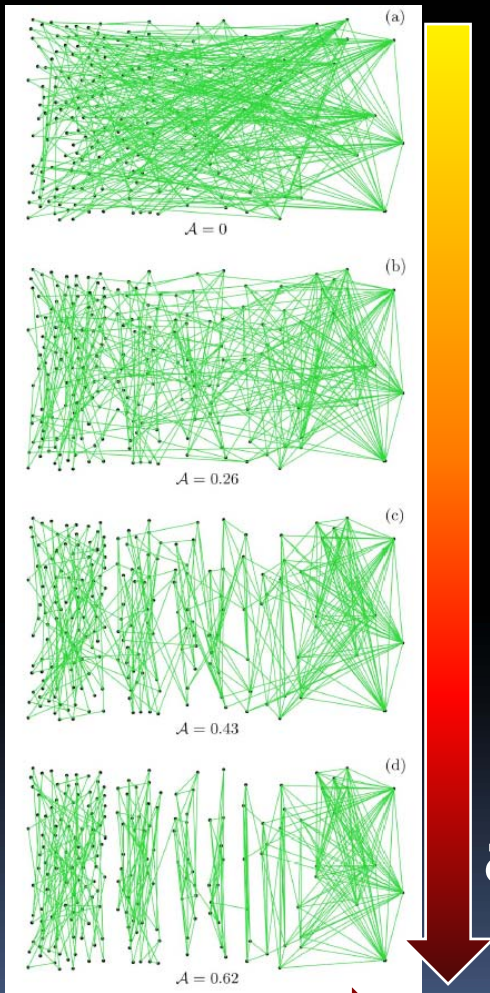 (a)
𝒜 = 0
(b)
𝒜 = 0.26
(c)
𝒜 = 0.43
(d)
𝒜 = 0.62